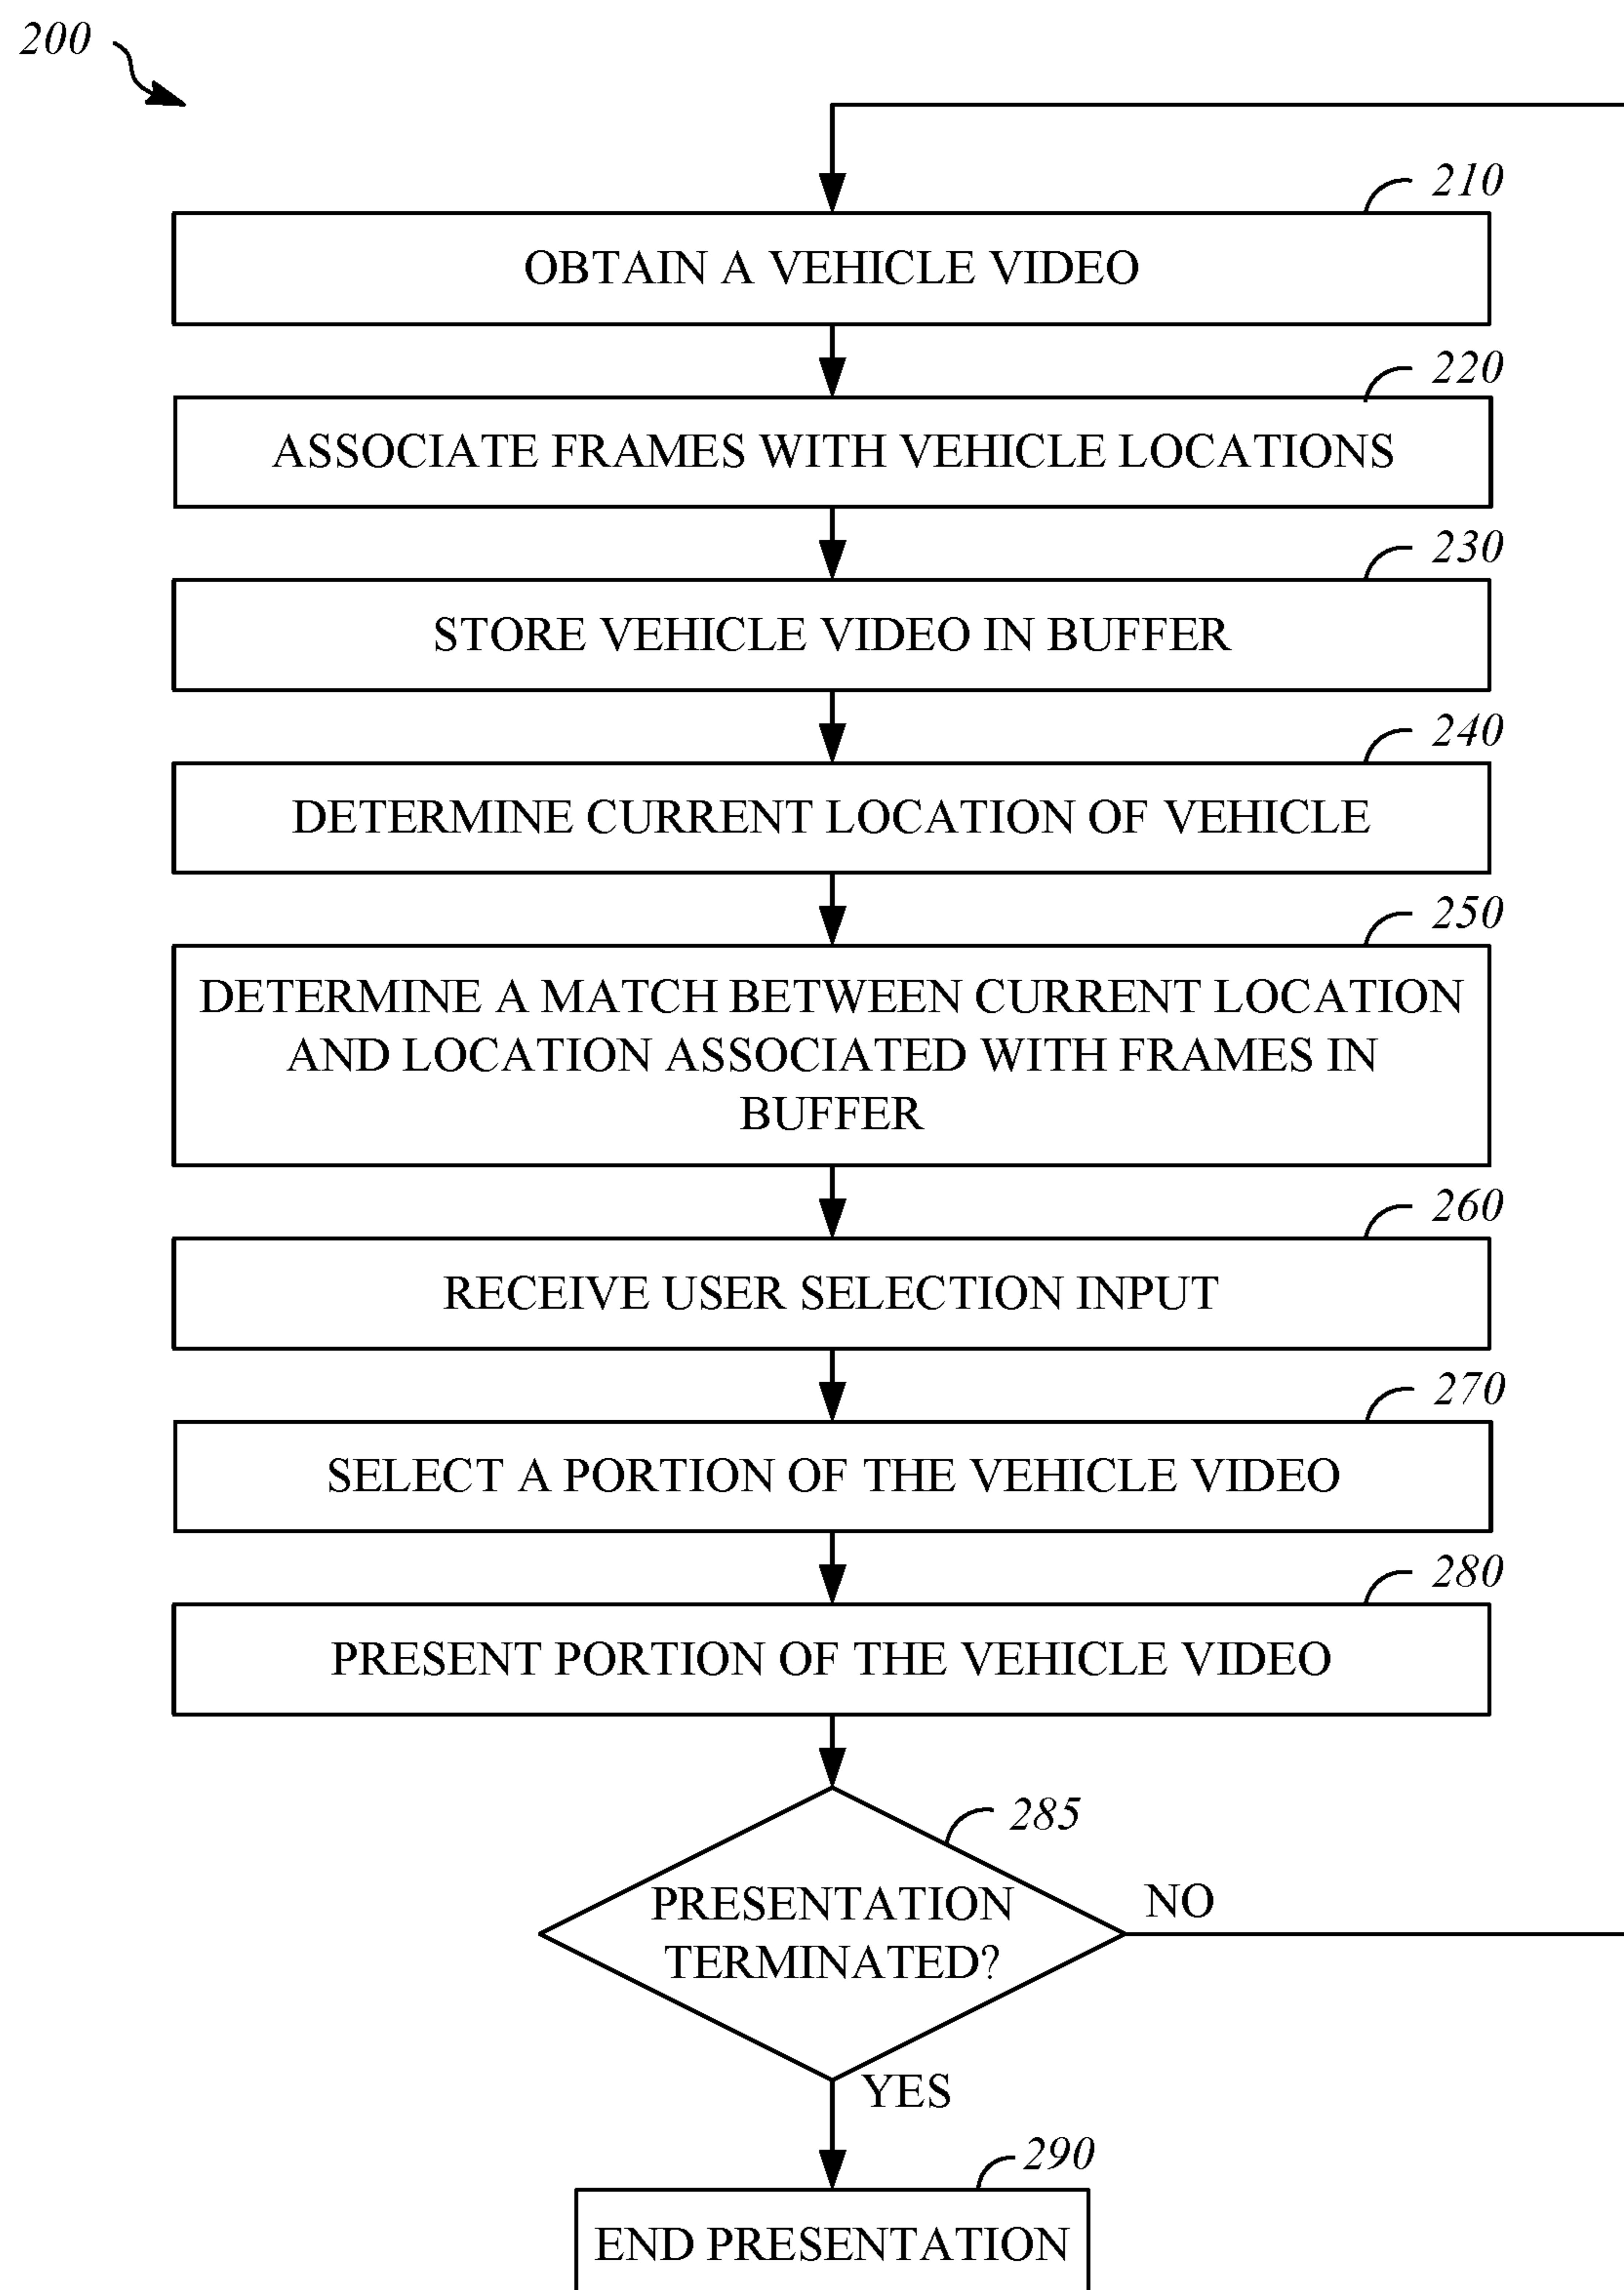 200
210
OBTAIN A VEHICLE VIDEO
220
ASSOCIATE FRAMES WITH VEHICLE LOCATIONS
230
STORE VEHICLE VIDEO IN BUFFER
240
DETERMINE CURRENT LOCATION OF VEHICLE
250
DETERMINE A MATCH BETWEEN CURRENT LOCATION
AND LOCATION ASSOCIATED WITH FRAMES IN
BUFFER
260
RECEIVE USER SELECTION INPUT
270
SELECT A PORTION OF THE VEHICLE VIDEO
280
PRESENT PORTION OF THE VEHICLE VIDEO
285
PRESENTATION
TERMINATED?
NO
YES
290
END PRESENTATION